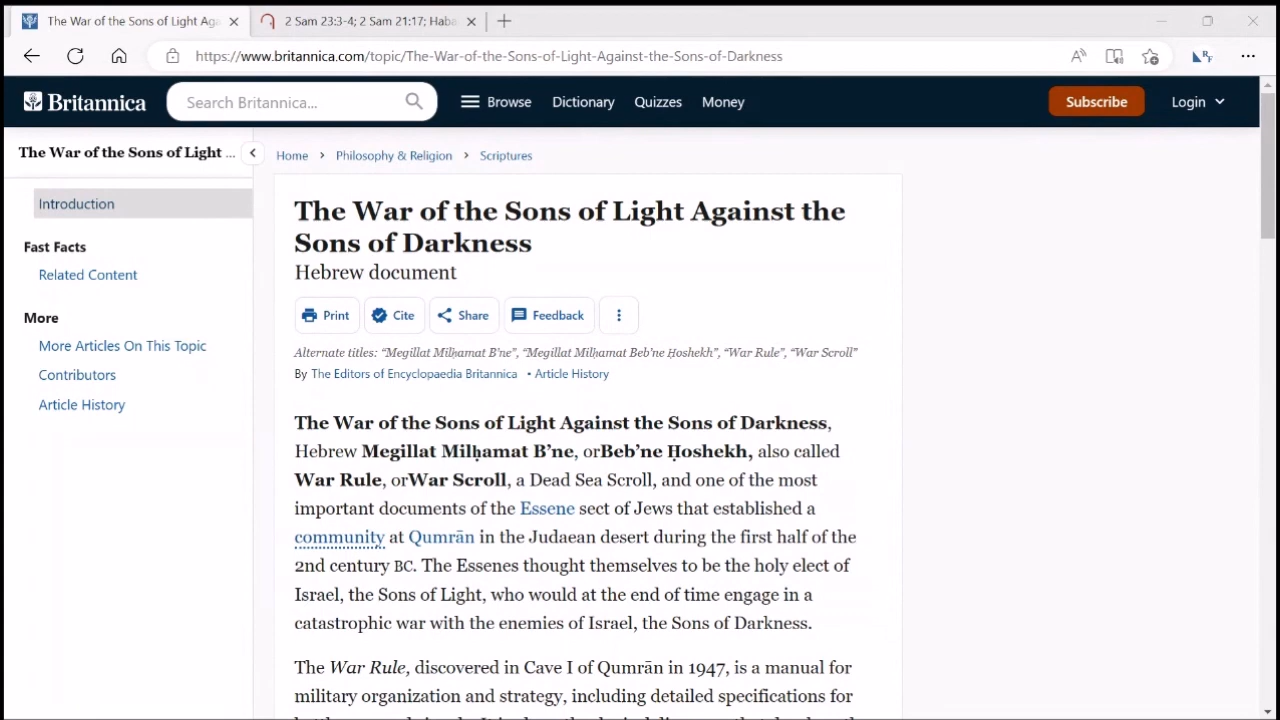 The War of the Sons of Light Aga
2 Sam 23:3-4; 2 Sam 21:17; Haba
https://www.britannica.com/topic/The-War-of-the-Sons-of-Light-Against-the-Sons-of-Darkness
Britannica
Search Britannica...
Browse
Dictionary
Quizzes
Money
Subscribe
Login
The War of the Sons of Light ...
Introduction
Fast Facts
Related Content
More
More Articles On This Topic
Contributors
Article History
Home > Philosophy & Religion > Scriptures
The War of the Sons of Light Against the
Sons of Darkness
Hebrew document
Print
Cite
Share
Feedback
Alternate titles: “Megillat Milḥamat B’ne”, “Megillat Milḥamat Beb’ne Ḥoshekh”, “War Rule”, “War Scroll”
By The Editors of Encyclopaedia Britannica • Article History
The War of the Sons of Light Against the Sons of Darkness,
Hebrew Megillat Milḥamat B’ne, orBeb’ne Ḥoshekh, also called
War Rule, orWar Scroll, a Dead Sea Scroll, and one of the most
important documents of the Essene sect of Jews that established a
community at Qumrān in the Judaean desert during the first half of the
2nd century BC. The Essenes thought themselves to be the holy elect of
Israel, the Sons of Light, who would at the end of time engage in a
catastrophic war with the enemies of Israel, the Sons of Darkness.
The War Rule, discovered in Cave I of Qumrān in 1947, is a manual for
military organization and strategy, including detailed specifications for